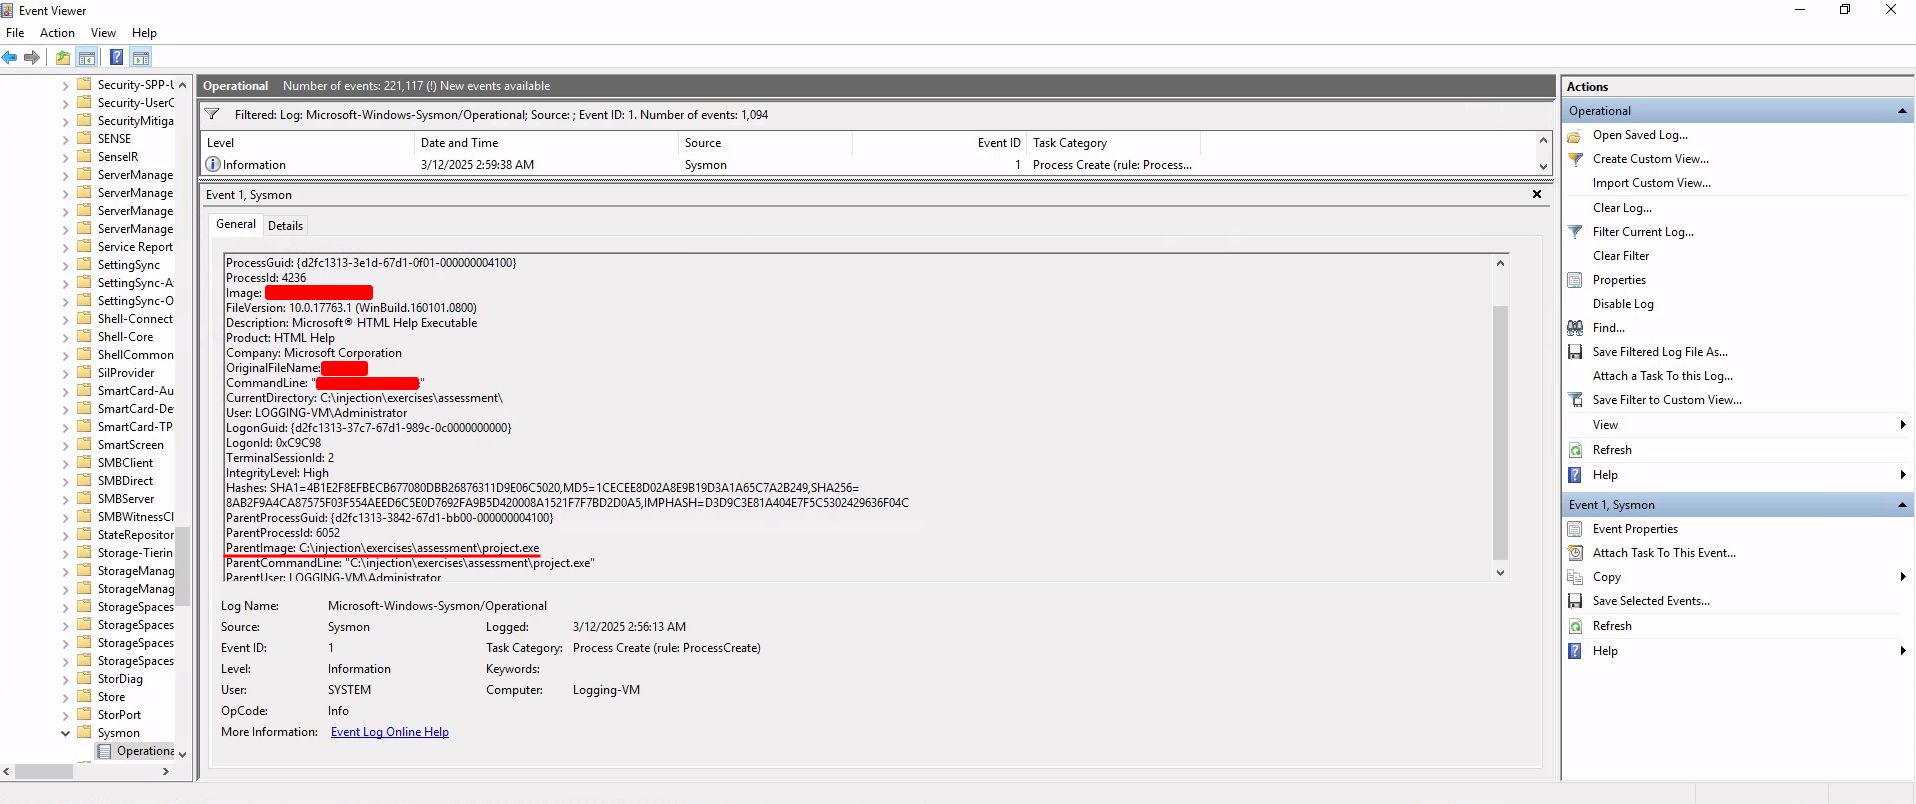 Event Viewer
File Action View Help
Security-SPP-U
Security-UserC
SecurityMitiga
SENSE
SenseIR
ServerManage
ServerManage
ServerManage
ServerManage
Service Report
SettingSync
SettingSync-A
SettingSync-O
Shell-Connect
Shell-Core
ShellCommon
SilProvider
SmartCard-Au
SmartCard-De
SmartCard-TP
SmartScreen
SMBClient
SMBDirect
SMBServer
SMBWitnessCl
StateRepositor
Storage-Tierin
StorageManag
StorageManag
StorageSpaces
StorageSpaces
StorageSpaces
StorageSpaces
StorDiag
Store
StorPort
Sysmon
Operationa
Operational Number of events: 221,117 (!) New events available
Filtered: Log: Microsoft-Windows-Sysmon/Operational; Source: ; Event ID: 1. Number of events: 1,094
Level Date and Time Source Event ID Task Category
Information 3/12/2025 2:59:38 AM Sysmon 1 Process Create (rule: Process...
Event 1, Sysmon
General Details
ProcessGuid: {d2fc1313-3e1d-67d1-0f01-000000004100}
ProcessId: 4236
Image:
FileVersion: 10.0.17763.1 (WinBuild.160101.0800)
Description: Microsoft® HTML Help Executable
Product: HTML Help
Company: Microsoft Corporation
OriginalFileName:
CommandLine: " "
CurrentDirectory: C:\injection\exercises\assessment\
User: LOGGING-VM\Administrator
LogonGuid: {d2fc1313-37c7-67d1-989c-0c0000000000}
LogonId: 0xC9C98
TerminalSessionId: 2
IntegrityLevel: High
Hashes: SHA1=4B1E2F8EFBECB677080DBB26876311D9E06C5020,MD5=1CECEE8D02A8E9B19D3A1A65C7A2B249,SHA256=
8AB2F9A4CA87575F03F554AEED6C5E0D7692FA9B5D420008A1521F7F7BD2D0A5,IMPHASH=D3D9C3E81A404E7F5C5302429636F04C
ParentProcessGuid: {d2fc1313-3842-67d1-bb00-000000004100}
ParentProcessId: 6052
ParentImage: C:\injection\exercises\assessment\project.exe
ParentCommandLine: "C:\injection\exercises\assessment\project.exe"
ParentUser: LOGGING-VM\Administrator
Log Name: Microsoft-Windows-Sysmon/Operational
Source: Sysmon Logged: 3/12/2025 2:56:13 AM
Event ID: 1 Task Category: Process Create (rule: ProcessCreate)
Level: Information Keywords:
User: SYSTEM Computer: Logging-VM
OpCode: Info
More Information: Event Log Online Help
Actions
Operational
Open Saved Log...
Create Custom View...
Import Custom View...
Clear Log...
Filter Current Log...
Clear Filter
Properties
Disable Log
Find...
Save Filtered Log File As...
Attach a Task To this Log...
Save Filter to Custom View...
View
Refresh
Help
Event 1, Sysmon
Event Properties
Attach Task To This Event...
Copy
Save Selected Events...
Refresh
Help